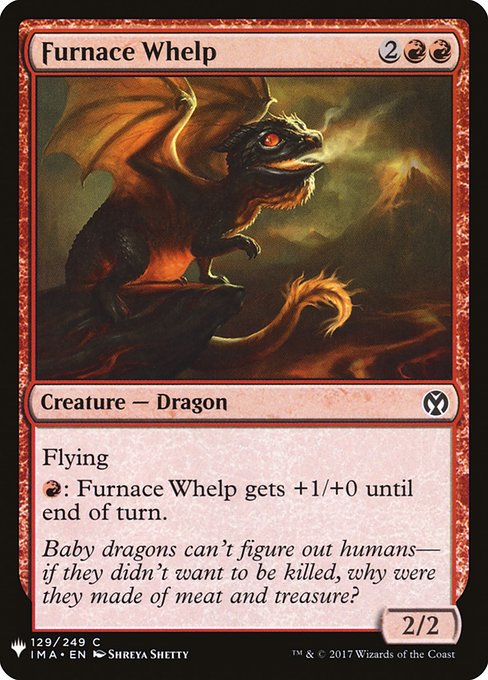 Furnace Whelp 2
Creature — Dragon
Flying
: Furnace Whelp gets +1/+0 until
end of turn.
Baby dragons can't figure out humans—
if they didn't want to be killed, why were
they made of meat and treasure?
2/2
129/249 C
IMA • EN Shreya Shetty
™ & © 2017 Wizards of the Coast